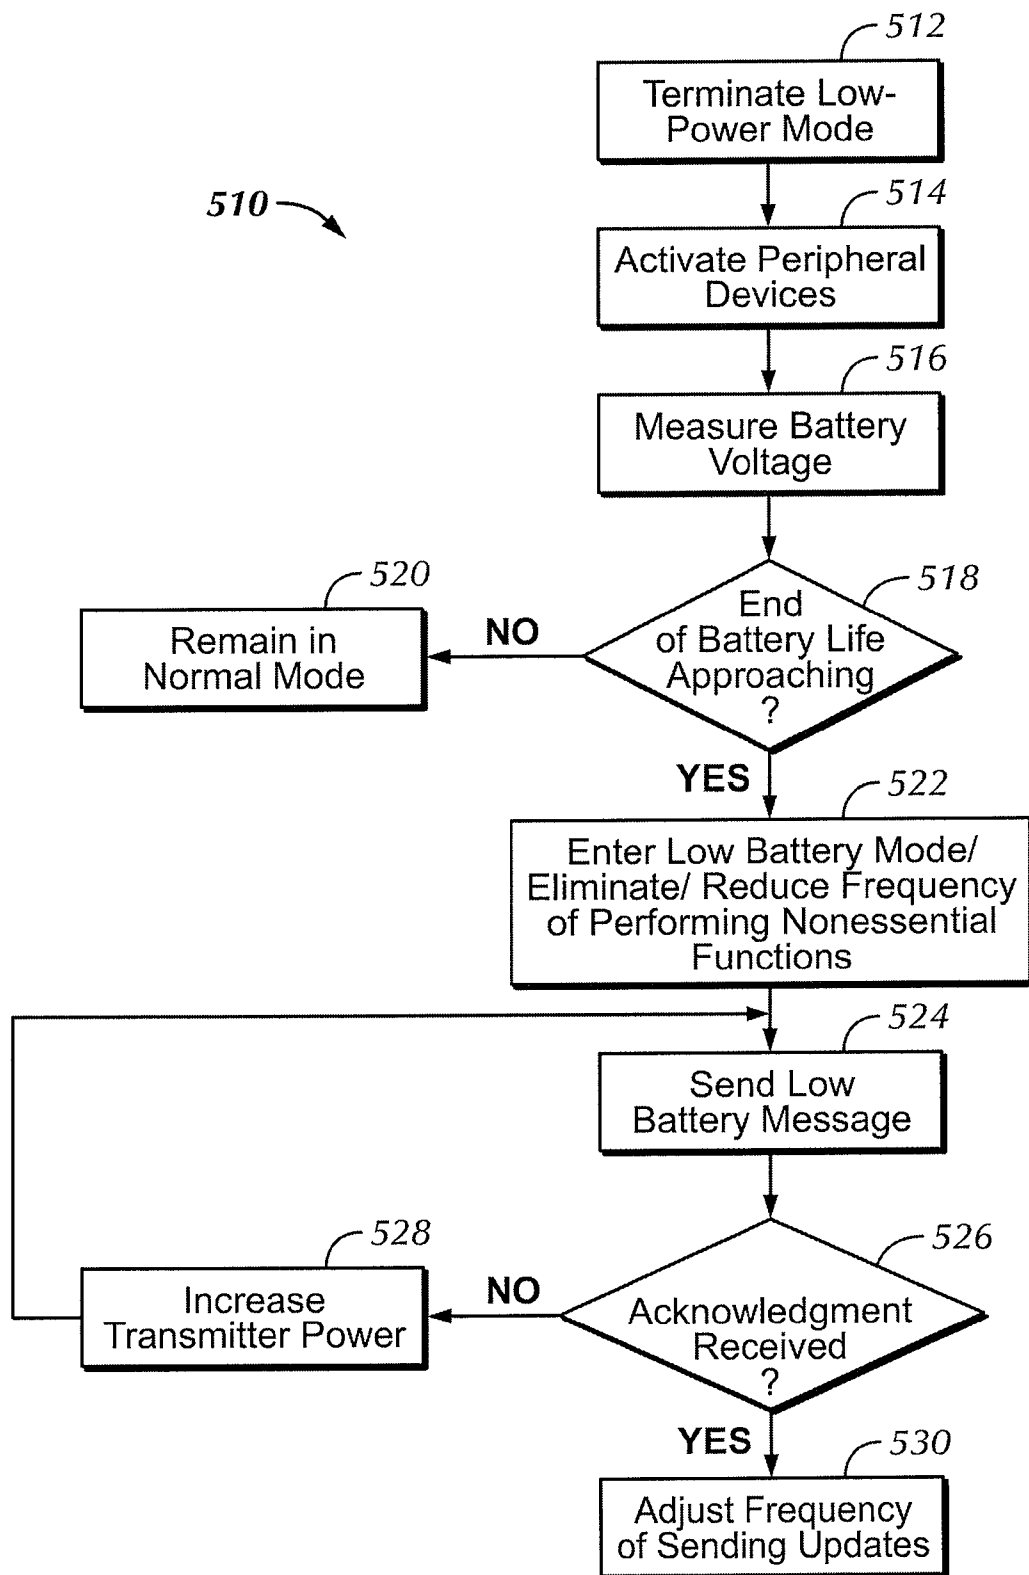 512
Terminate Low-
Power Mode
510
514
Activate Peripheral
Devices
516
Measure Battery
Voltage
518
End
of Battery Life
Approaching
?
NO
520
Remain in
Normal Mode
YES
522
Enter Low Battery Mode/
Eliminate/ Reduce Frequency
of Performing Nonessential
Functions
524
Send Low
Battery Message
526
Acknowledgment
Received
?
NO
528
Increase
Transmitter Power
YES
530
Adjust Frequency
of Sending Updates